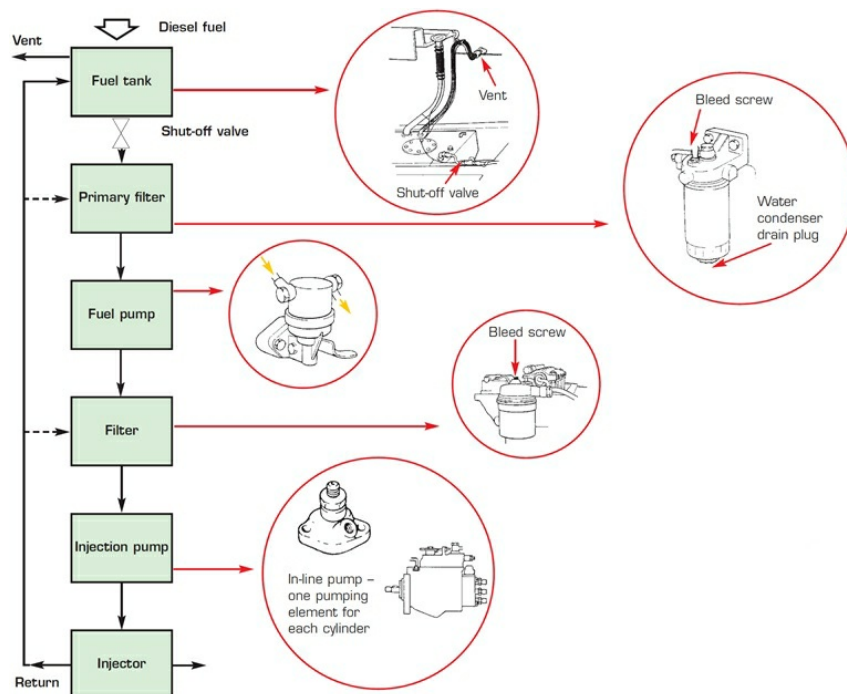 Diesel fuel
Vent
Fuel tank
Vent
Shut-off valve
Shut-off valve
Bleed screw
Primary filter
Water
condenser
drain plug
Fuel pump
Bleed screw
Filter
Injection pump
In-line pump –
one pumping
element for
each cylinder
Injector
Return